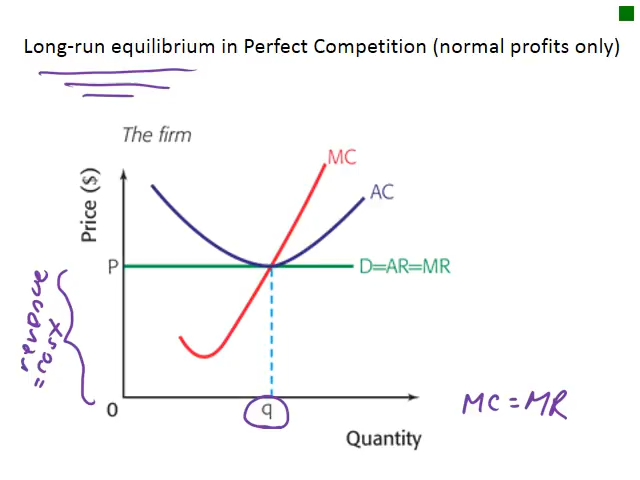 Long-run equilibrium in Perfect Competition (normal profits only)
The firm
MC
AC
Price ($)
P
D=AR=MR
revenue
=cost
0
q
MC=MR
Quantity